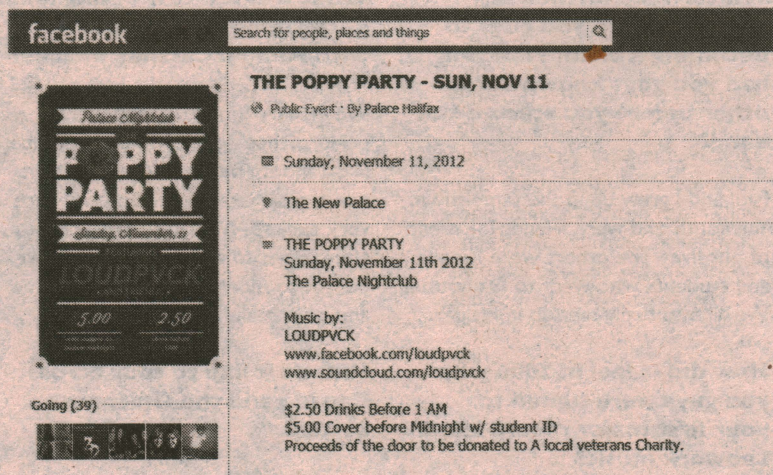 facebook
Search for people, places and things
THE POPPY PARTY - SUN, NOV 11
Public Event · By Palace Halifax
Sunday, November 11, 2012
The New Palace
THE POPPY PARTY
Sunday, November 11th 2012
The Palace Nightclub
Music by:
LOUDPVCK
www.facebook.com/loudpvck
www.soundcloud.com/loudpvck
$2.50 Drinks Before 1 AM
$5.00 Cover before Midnight w/ student ID
Proceeds of the door to be donated to A local veterans Charity.
Palace Nightclub
POPPY
PARTY
Sunday, November, 11
LOUDPVCK
5.00 2.50
Going (39)